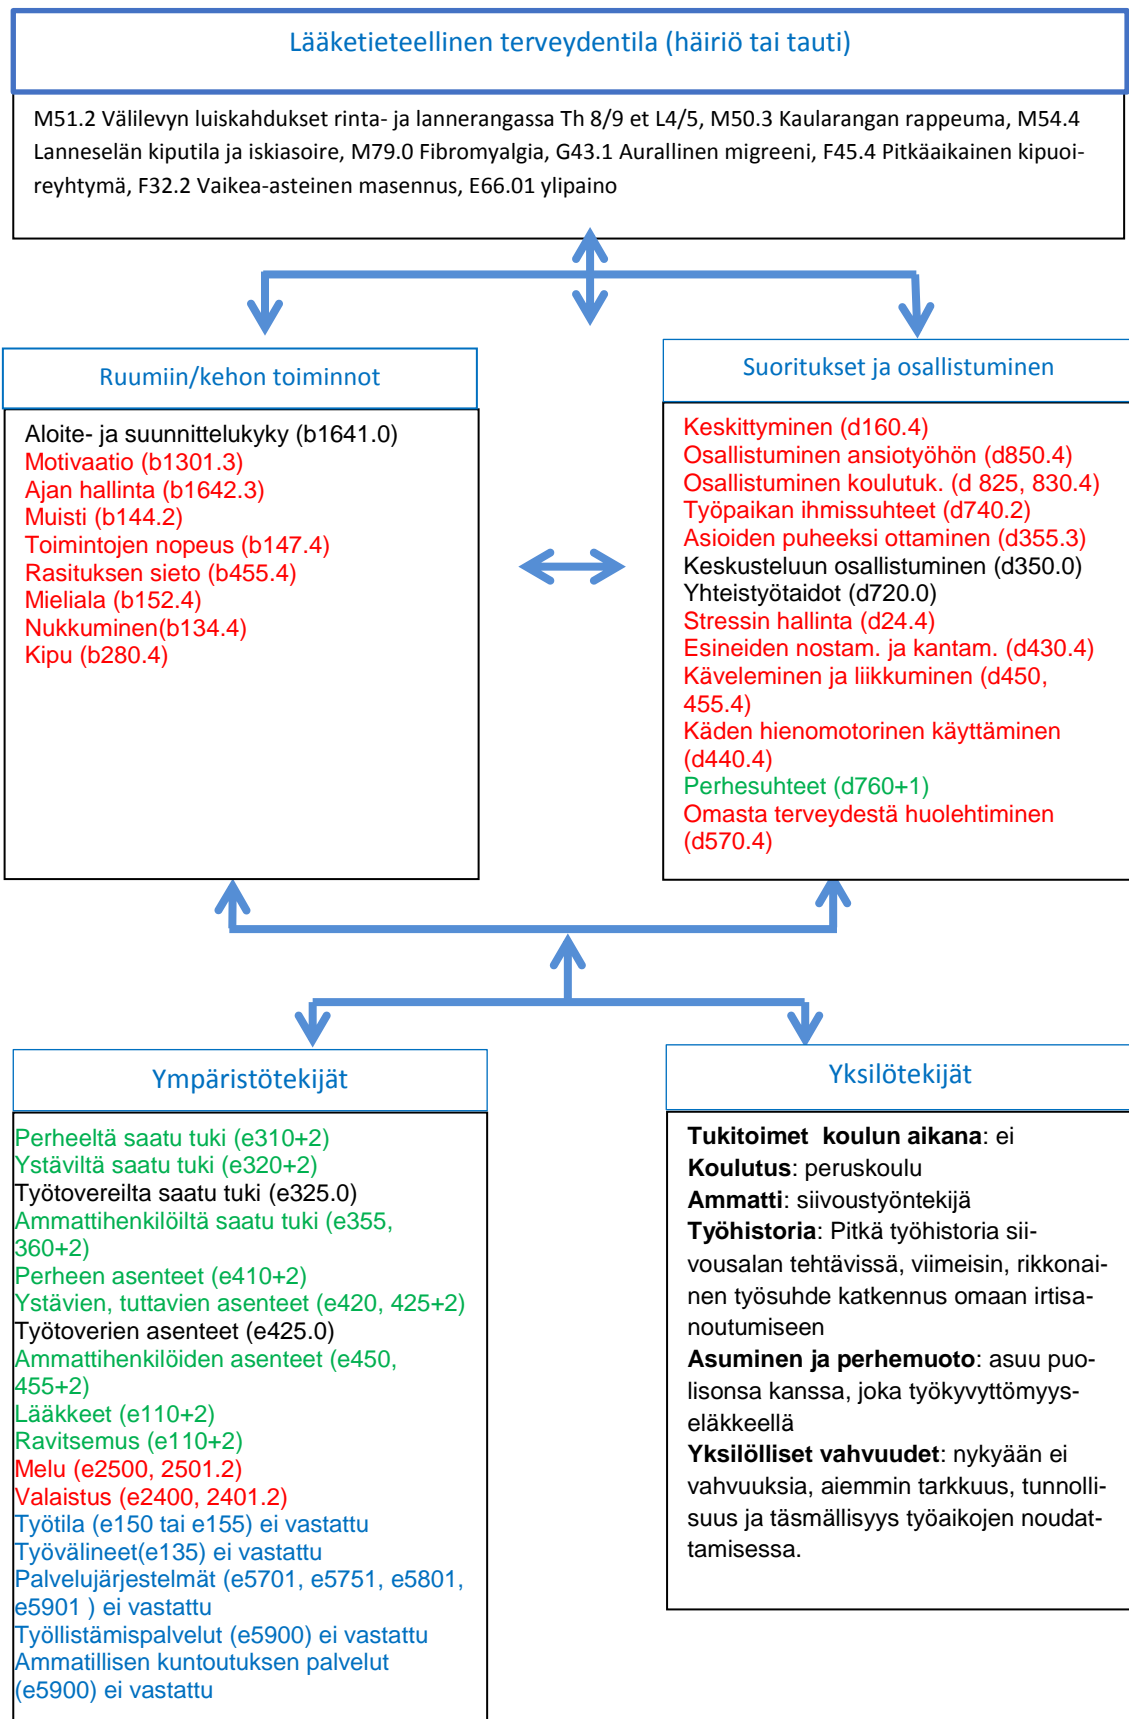 Lääketieteellinen terveydentila (häiriö tai tauti)
M51.2 Välilevyn luiskahdukset rinta- ja lannerangassa Th 8/9 et L4/5, M50.3 Kaularangan rappeuma, M54.4
Lanneselän kiputila ja iskiasoire, M79.0 Fibromyalgia, G43.1 Aurallinen migreeni, F45.4 Pitkäaikainen kipuoi-
reyhtymä, F32.2 Vaikea-asteinen masennus, E66.01 ylipaino
Ruumiin/kehon toiminnot
Aloite- ja suunnittelukyky (b1641.0)
Motivaatio (b1301.3)
Ajan hallinta (b1642.3)
Muisti (b144.2)
Toimintojen nopeus (b147.4)
Rasituksen sieto (b455.4)
Mieliala (b152.4)
Nukkuminen(b134.4)
Kipu (b280.4)
Suoritukset ja osallistuminen
Keskittyminen (d160.4)
Osallistuminen ansiotyöhön (d850.4)
Osallistuminen koulutuk. (d 825, 830.4)
Työpaikan ihmissuhteet (d740.2)
Asioiden puheeksi ottaminen (d355.3)
Keskusteluun osallistuminen (d350.0)
Yhteistyötaidot (d720.0)
Stressin hallinta (d24.4)
Esineiden nostam. ja kantam. (d430.4)
Käveleminen ja liikkuminen (d450,
455.4)
Käden hienomotorinen käyttäminen
(d440.4)
Perhesuhteet (d760+1)
Omasta terveydestä huolehtiminen
(d570.4)
Ympäristötekijät
Perheeltä saatu tuki (e310+2)
Ystäviltä saatu tuki (e320+2)
Työtovereilta saatu tuki (e325.0)
Ammattihenkilöiltä saatu tuki (e355,
360+2)
Perheen asenteet (e410+2)
Ystävien, tuttavien asenteet (e420, 425+2)
Työtoverien asenteet (e425.0)
Ammattihenkilöiden asenteet (e450,
455+2)
Lääkkeet (e110+2)
Ravitsemus (e110+2)
Melu (e2500, 2501.2)
Valaistus (e2400, 2401.2)
Työtila (e150 tai e155) ei vastattu
Työvälineet(e135) ei vastattu
Palvelujärjestelmät (e5701, e5751, e5801,
e5901 ) ei vastattu
Työllistämispalvelut (e5900) ei vastattu
Ammatillisen kuntoutuksen palvelut
(e5900) ei vastattu
Yksilötekijät
Tukitoimet koulun aikana: ei
Koulutus: peruskoulu
Ammatti: siivoustyöntekijä
Työhistoria: Pitkä työhistoria sii-
vousalan tehtävissä, viimeisin, rikkonai-
nen työsuhde katkennus omaan irtisa-
noutumiseen
Asuminen ja perhemuoto: asuu puo-
lisonsa kanssa, joka työkyvyttömyys-
eläkkeellä
Yksilölliset vahvuudet: nykyään ei
vahvuuksia, aiemmin tarkkuus, tunnolli-
suus ja täsmällisyys työaikojen noudat-
tamisessa.